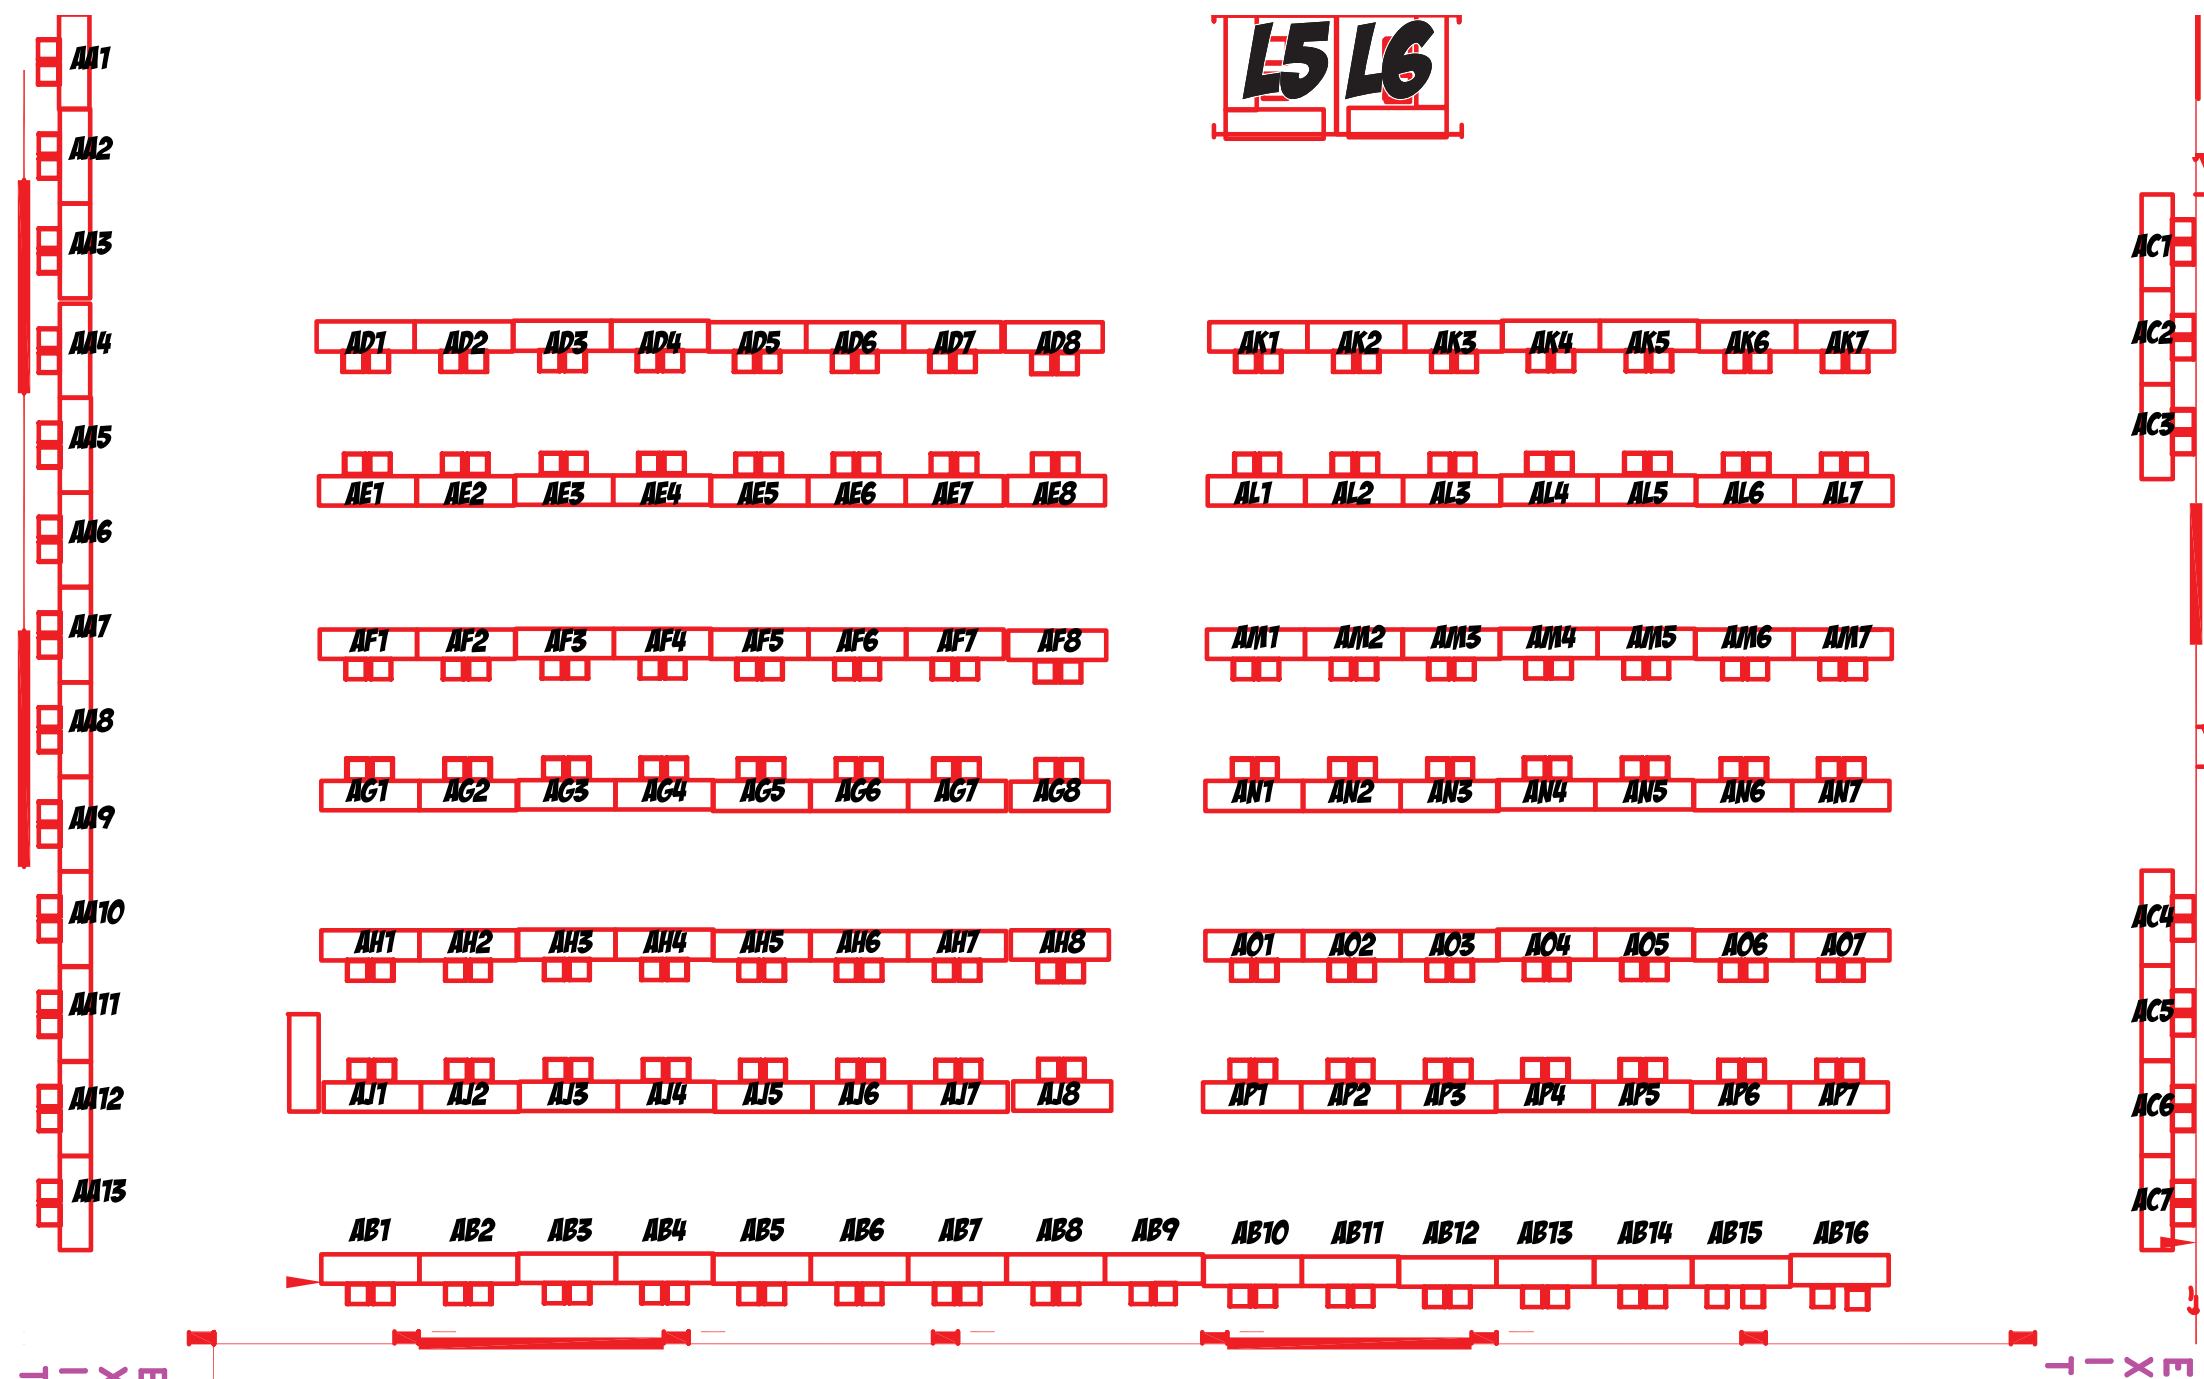 L5 L6
AA1
AA2
AA3
AC1
AA4 AD1 AD2 AD3 AD4 AD5 AD6 AD7 AD8 AK1 AK2 AK3 AK4 AK5 AK6 AK7 AC2
AA5 AC3
AE1 AE2 AE3 AE4 AE5 AE6 AE7 AE8 AL1 AL2 AL3 AL4 AL5 AL6 AL7
AA6
AA7 AF1 AF2 AF3 AF4 AF5 AF6 AF7 AF8 AM1 AM2 AM3 AM4 AM5 AM6 AM7
AA8
AG1 AG2 AG3 AG4 AG5 AG6 AG7 AG8 AN1 AN2 AN3 AN4 AN5 AN6 AN7
AA9
AA10 AC4
AH1 AH2 AH3 AH4 AH5 AH6 AH7 AH8 AO1 AO2 AO3 AO4 AO5 AO6 AO7
AA11 AC5
AA12 AJ1 AJ2 AJ3 AJ4 AJ5 AJ6 AJ7 AJ8 AP1 AP2 AP3 AP4 AP5 AP6 AP7 AC6
AA13 AC7
AB1 AB2 AB3 AB4 AB5 AB6 AB7 AB8 AB9 AB10 AB11 AB12 AB13 AB14 AB15 AB16
EXIT EXIT